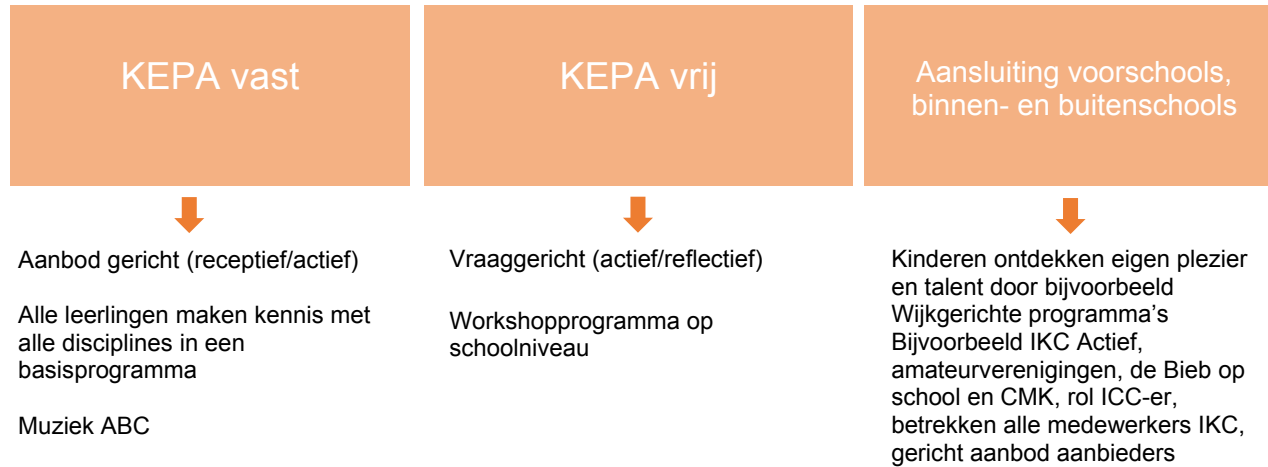 KEPA vast
Aanbod gericht (receptief/actief)
Alle leerlingen maken kennis met
alle disciplines in een
basisprogramma
Muziek ABC
KEPA vrij
Vraaggericht (actief/reflectief)
Workshopprogramma op
schoolniveau
Aansluiting voorschools,
binnen- en buitenschools
Kinderen ontdekken eigen plezier
en talent door bijvoorbeeld
Wijkgerichte programma's
Bijvoorbeeld IKC Actief,
amateurverenigingen, de Bieb op
school en CMK, rol ICC-er,
betrekken alle medewerkers IKC,
gericht aanbod aanbieders